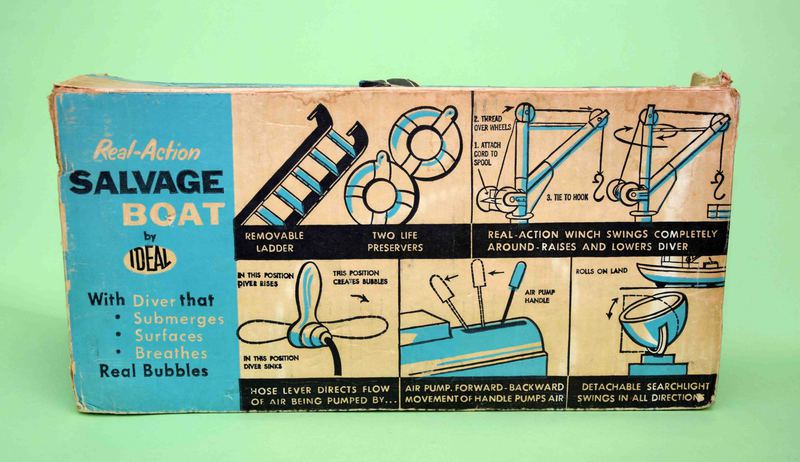 Real-Action
SALVAGE
BOAT
by
IDEAL
With Diver that
• Submerges
• Surfaces
• Breathes
Real Bubbles
REMOVABLE
LADDER
TWO LIFE
PRESERVERS
2. THREAD
OVER WHEELS
1. ATTACH
CORD TO
SPOOL
3. TIE TO HOOK
REAL-ACTION WINCH SWINGS COMPLETELY
AROUND-RAISES AND LOWERS DIVER
IN THIS POSITION
DIVER RISES
THIS POSITION
CREATES BUBBLES
IN THIS POSITION
DIVER SINKS
HOSE LEVER DIRECTS FLOW
OF AIR BEING PUMPED BY...
AIR PUMP
HANDLE
AIR PUMP. FORWARD-BACKWARD
MOVEMENT OF HANDLE PUMPS AIR
ROLLS ON LAND
DETACHABLE SEARCHLIGHT
SWINGS IN ALL DIRECTIONS